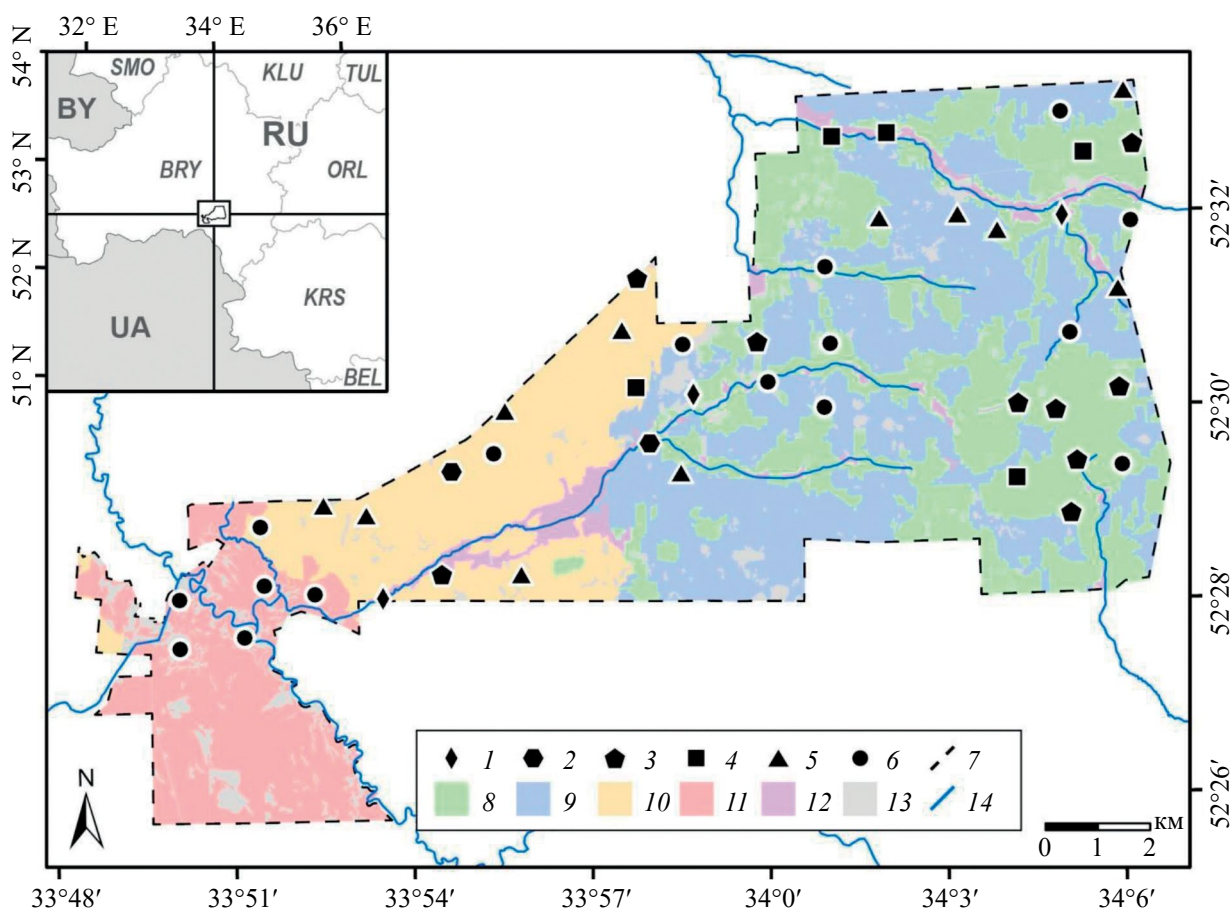 32° E 34° E 36° E
54° N
53° N
52° N
51° N
SMO KLU TUL
BY RU
BRY ORL
UA KRS
BEL
52°32′
52°30′
52°28′
52°26′
N
1 2 3 4 5 6 7
8 9 10 11 12 13 14
км
0 1 2
33°48′ 33°51′ 33°54′ 33°57′ 34°0′ 34°3′ 34°6′